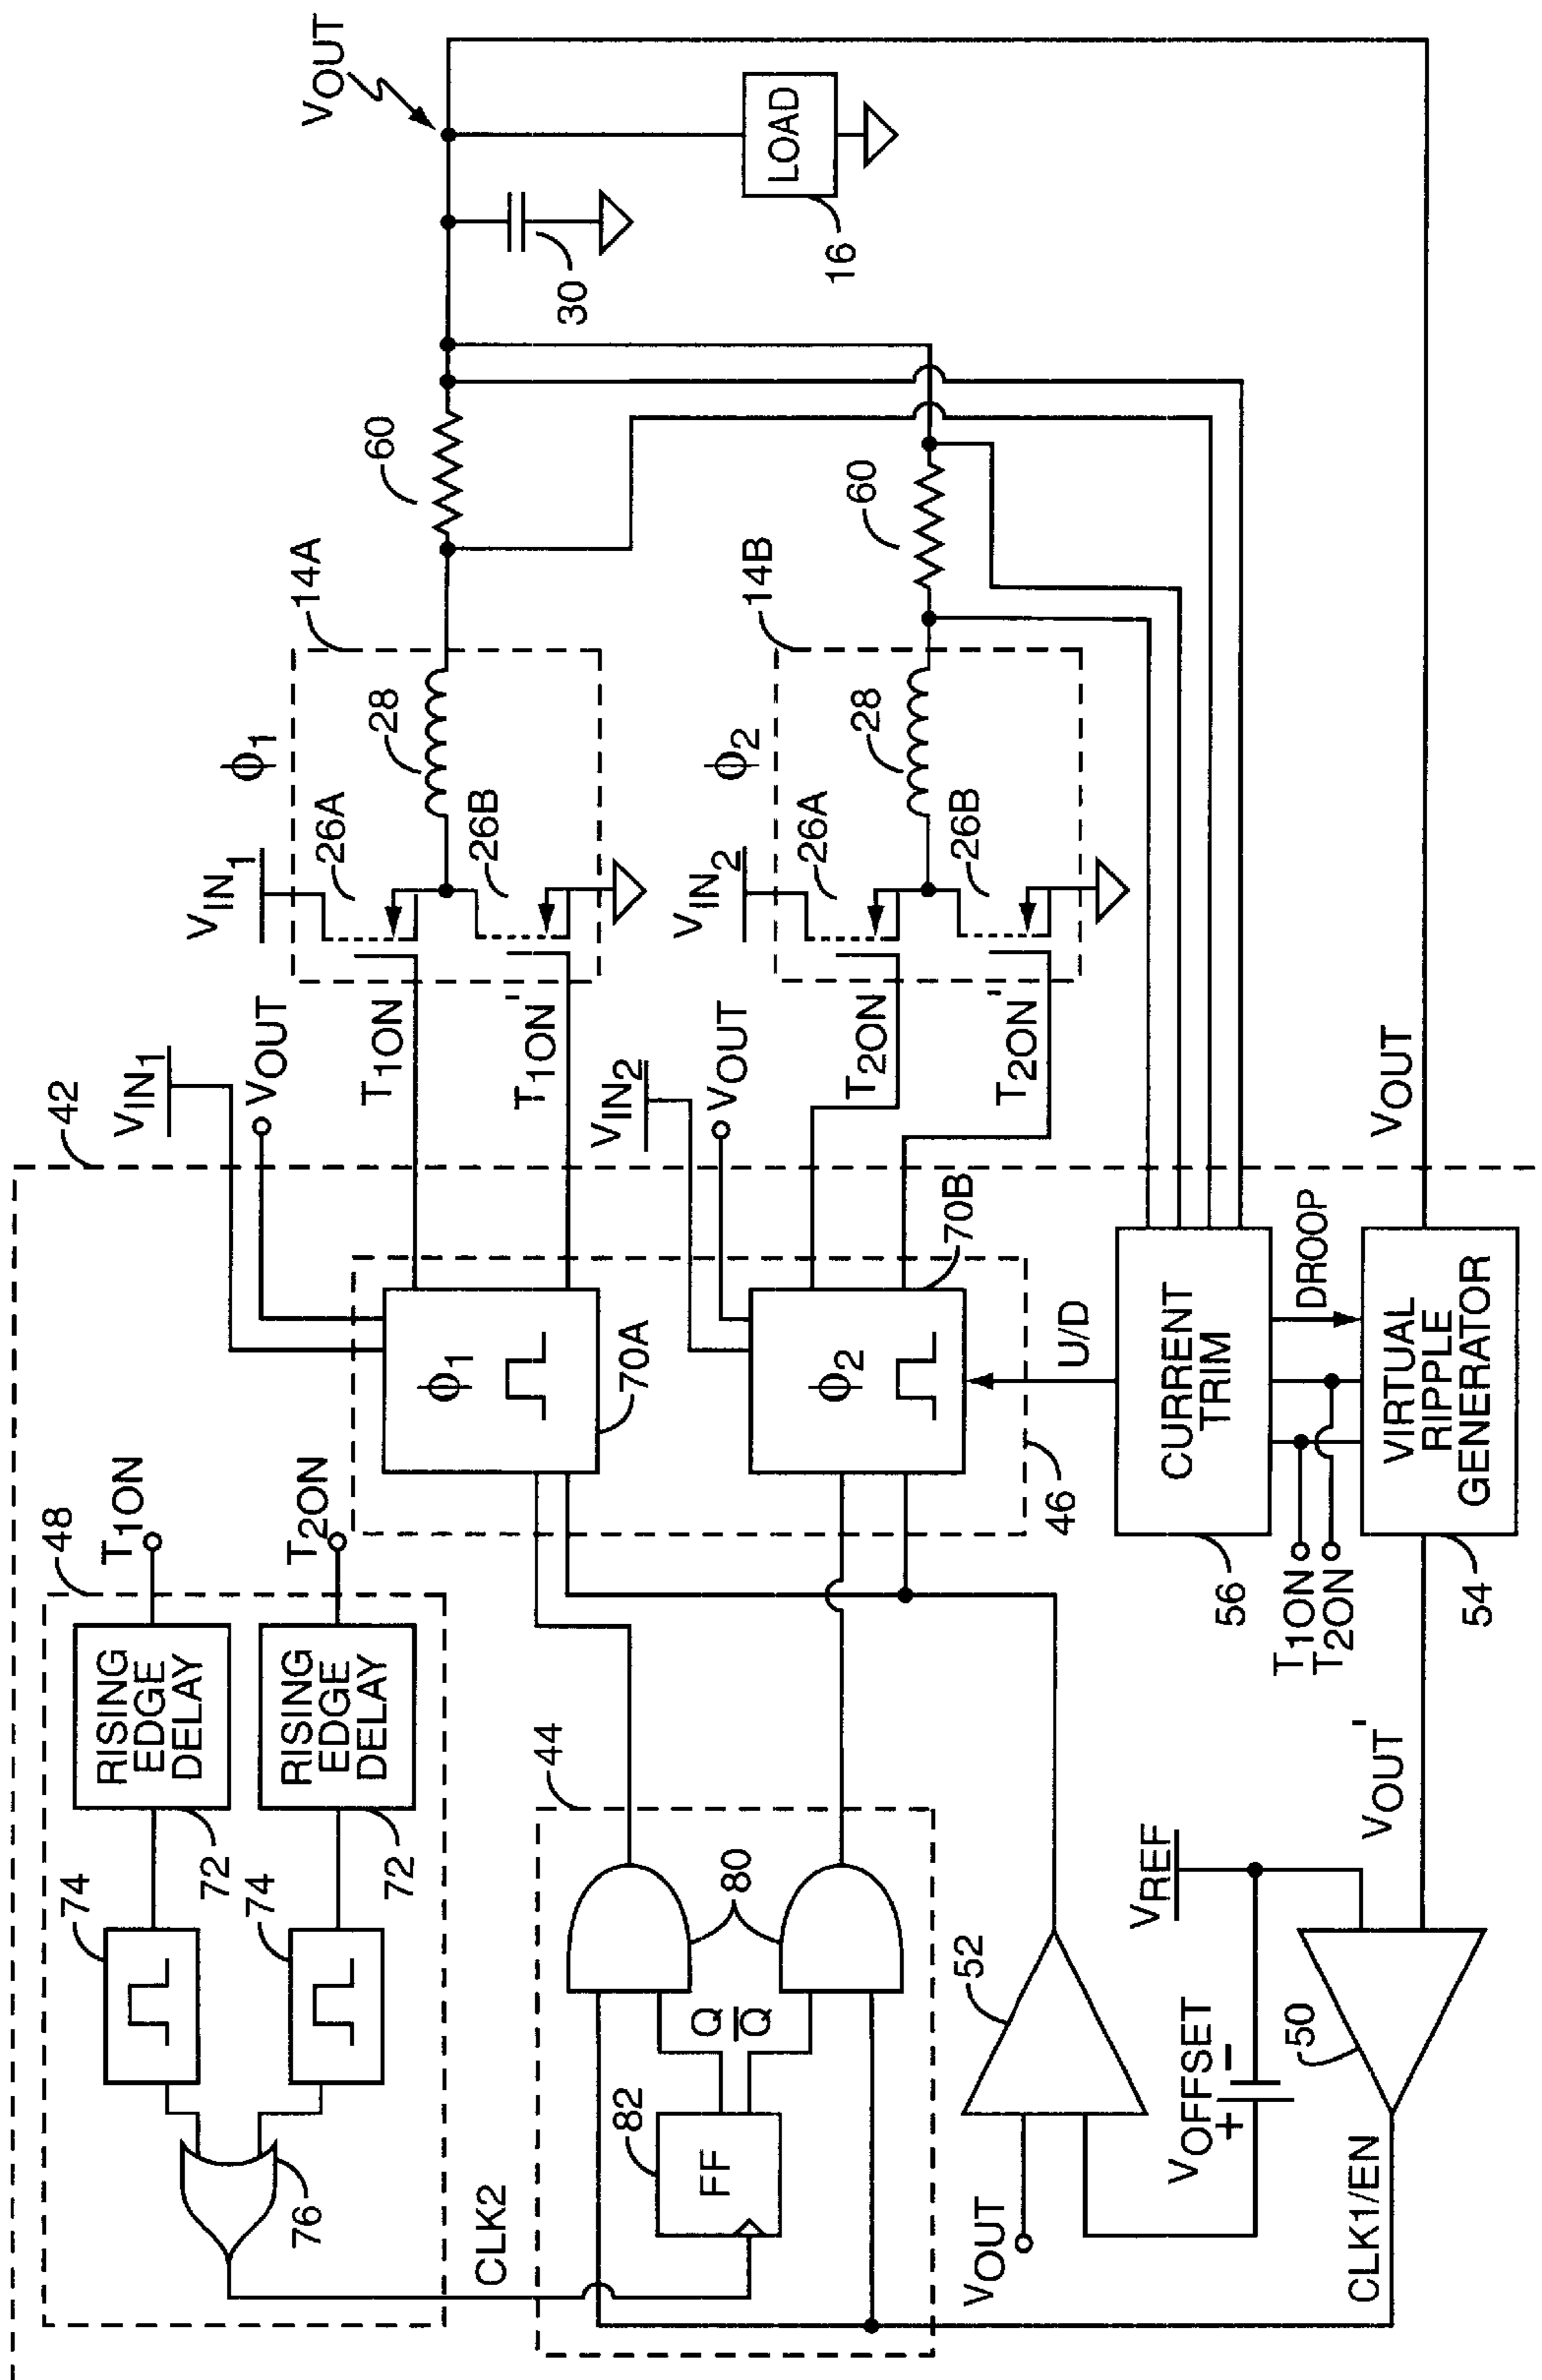 42
48
T1ON
T2ON
RISING
EDGE
DELAY
72
RISING
EDGE
DELAY
72
74
74
76
CLK2
44
80
82
FF
Q
Q̅
VIN1
VOUT
VIN2
VOUT
T1ON
T1ON'
T2ON
T2ON'
ϕ1
70A
ϕ2
70B
46
U/D
VIN1
ϕ1
14A
26A
26B
28
60
VIN2
ϕ2
14B
26A
26B
28
60
VOUT
30
LOAD
16
CURRENT
TRIM
56
DROOP
T1ON
T2ON
VIRTUAL
RIPPLE
GENERATOR
54
VOUT
VOUT'
VREF
52
VOUT
VOFFSET
+
−
50
CLK1/EN